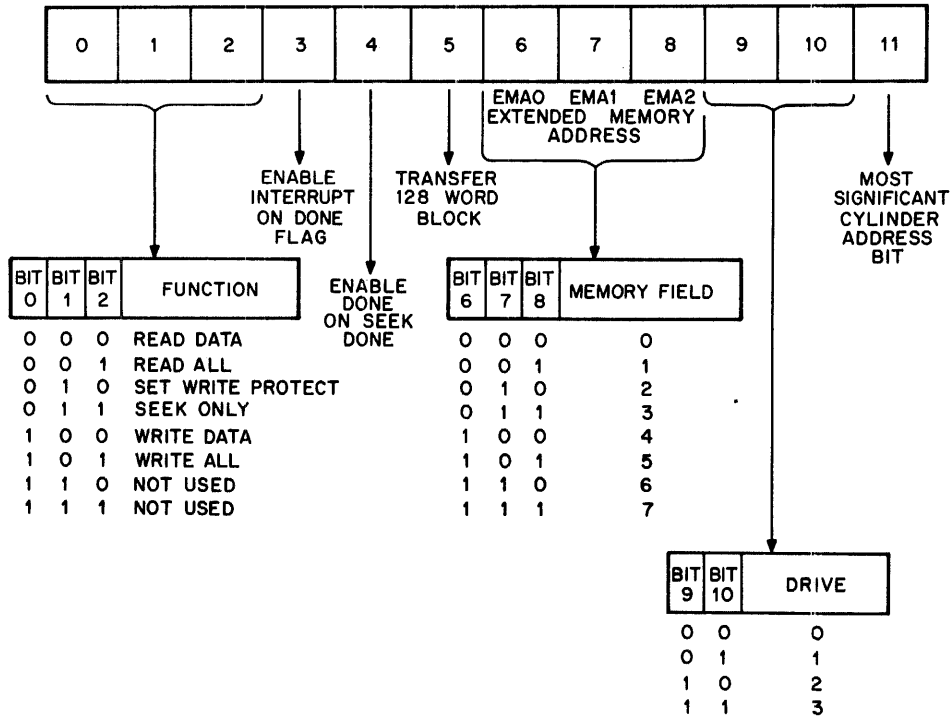 0 1 2 3 4 5 6 7 8 9 10 11
EMA0 EMA1 EMA2
EXTENDED MEMORY
ADDRESS
ENABLE
INTERRUPT
ON DONE
FLAG
TRANSFER
128 WORD
BLOCK
MOST
SIGNIFICANT
CYLINDER
ADDRESS
BIT
ENABLE
DONE
ON SEEK
DONE
BIT 0 BIT 1 BIT 2 FUNCTION
0 0 0 READ DATA
0 0 1 READ ALL
0 1 0 SET WRITE PROTECT
0 1 1 SEEK ONLY
1 0 0 WRITE DATA
1 0 1 WRITE ALL
1 1 0 NOT USED
1 1 1 NOT USED
BIT 6 BIT 7 BIT 8 MEMORY FIELD
0 0 0 0
0 0 1 1
0 1 0 2
0 1 1 3
1 0 0 4
1 0 1 5
1 1 0 6
1 1 1 7
BIT 9 BIT 10 DRIVE
0 0 0
0 1 1
1 0 2
1 1 3